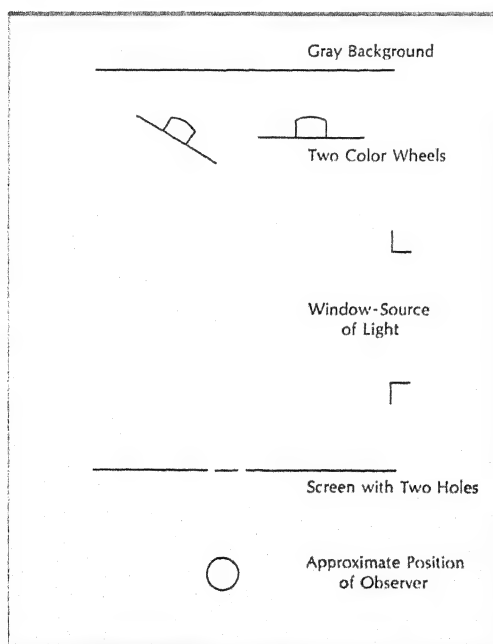 Gray Background
Two Color Wheels
Window-Source
of Light
Screen with Two Holes
Approximate Position
of Observer